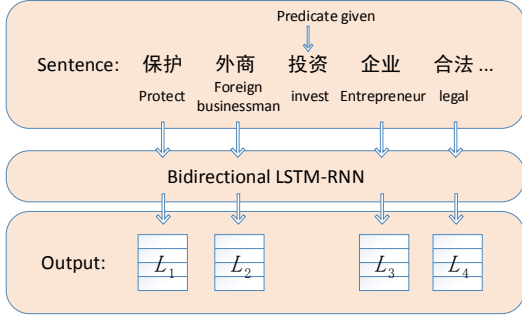 Predicate given
Sentence: 保护 外商 投资 企业 合法 ...
Protect Foreign businessman invest Entrepreneur legal
Bidirectional LSTM-RNN
Output: L1 L2 L3 L4